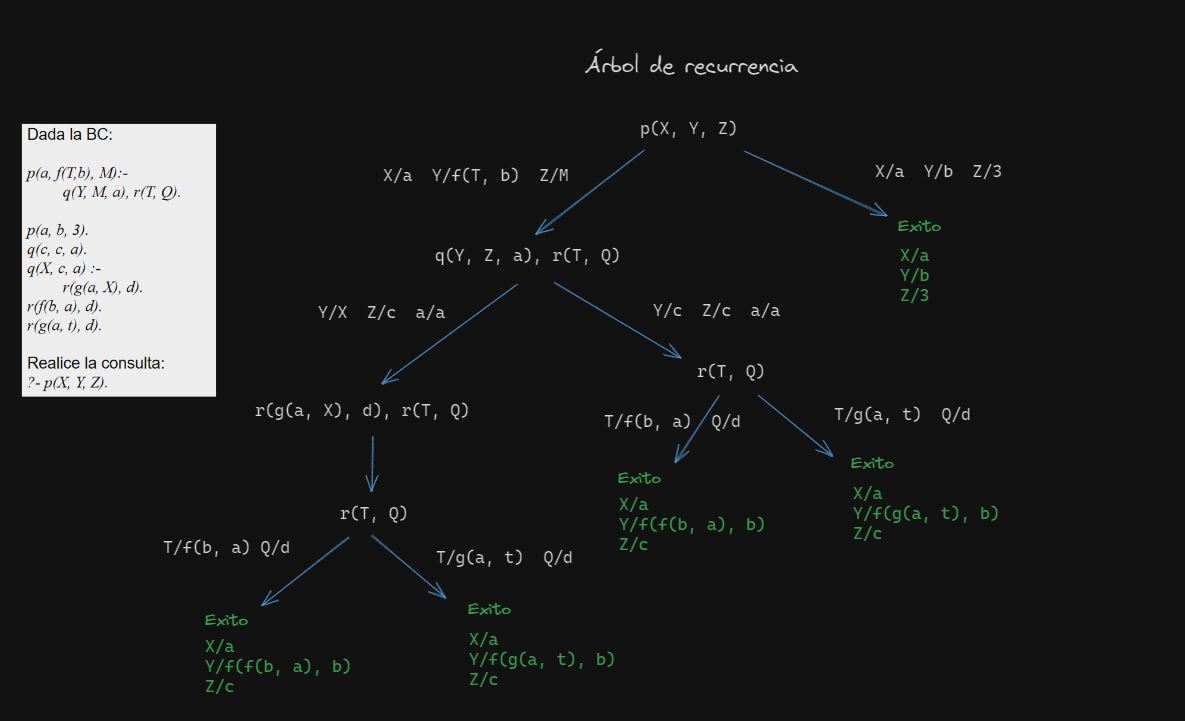 Árbol de recurrencia
Dada la BC:
p(a, f(T,b), M):-
q(Y, M, a), r(T, Q).
p(a, b, 3).
q(c, c, a).
q(X, c, a) :-
r(g(a, X), d).
r(f(b, a), d).
r(g(a, t), d).
Realice la consulta:
?- p(X, Y, Z).
p(X, Y, Z)
X/a Y/f(T, b) Z/M
X/a Y/b Z/3
Exito
X/a
Y/b
Z/3
q(Y, Z, a), r(T, Q)
Y/X Z/c a/a
Y/c Z/c a/a
r(T, Q)
r(g(a, X), d), r(T, Q)
T/f(b, a) Q/d
T/g(a, t) Q/d
Exito
X/a
Y/f(f(b, a), b)
Z/c
Exito
X/a
Y/f(g(a, t), b)
Z/c
r(T, Q)
T/f(b, a) Q/d
T/g(a, t) Q/d
Exito
X/a
Y/f(f(b, a), b)
Z/c
Exito
X/a
Y/f(g(a, t), b)
Z/c